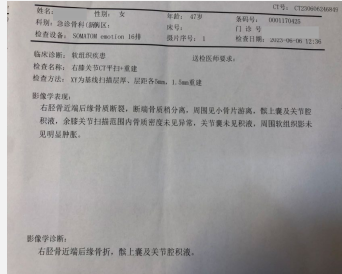 CT号：CT2306062860849
姓名： 性别： 女 年龄： 47岁 条码号： 0001170425
科别： 急诊骨科(新院区) 床号： 门诊号
检查设备： SOMATOM emotion 16排 摄片序号： 1 检查日期： 2023-06-06 12:36
临床诊断： 软组织疾患 送检医师要求：
检查名称： 右膝关节CT平扫+重建
检查方法： XY为基线扫描层厚、层距各5mm，1.5mm重建
影像学表现：
右胫骨近端后缘骨质断裂，断端骨质稍分离，周围见小骨片游离，髌上囊及关节腔
积液，余膝关节扫描范围内骨质密度未见异常，关节囊未见积液，周围软组织影未
见明显肿胀。
影像学诊断：
右胫骨近端后缘骨折，髌上囊及关节腔积液。